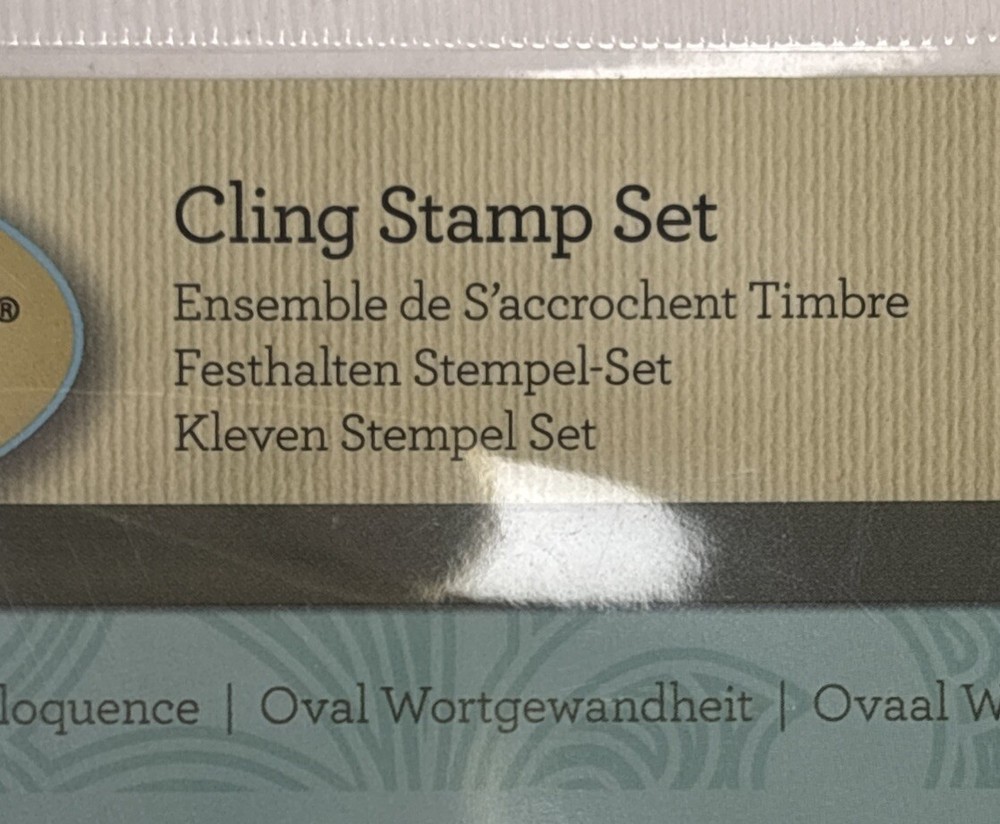 Cling Stamp Set
Ensemble de S'accrochent Timbre
®
Festhalten Stempel-Set
Kleven Stempel Set
loquence | Oval Wortgewandheit | Ovaal W